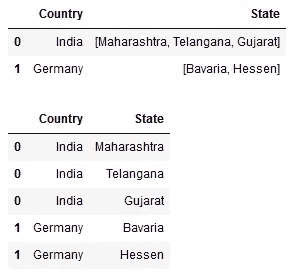 Country State
0 India [Maharashtra, Telangana, Gujarat]
1 Germany [Bavaria, Hessen]
Country State
0 India Maharashtra
0 India Telangana
0 India Gujarat
1 Germany Bavaria
1 Germany Hessen